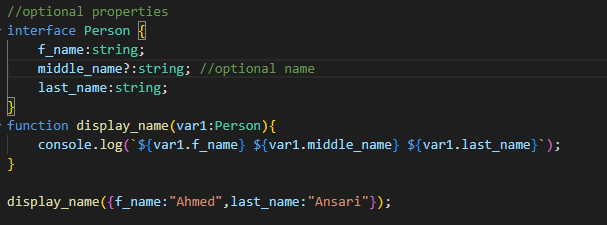 //optional properties
interface Person {
    f_name:string;
    middle_name?:string; //optional name
    last_name:string;
}
function display_name(var1:Person){
    console.log(`${var1.f_name} ${var1.middle_name} ${var1.last_name}`);
}
display_name({f_name:"Ahmed",last_name:"Ansari"});